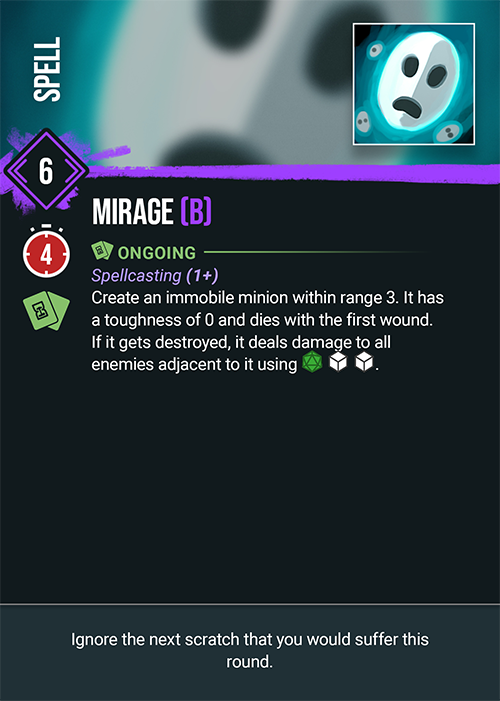 SPELL
6
MIRAGE (B)
4
ONGOING
Spellcasting (1+)
Create an immobile minion within range 3. It has
a toughness of 0 and dies with the first wound.
If it gets destroyed, it deals damage to all
enemies adjacent to it using .
Ignore the next scratch that you would suffer this
round.